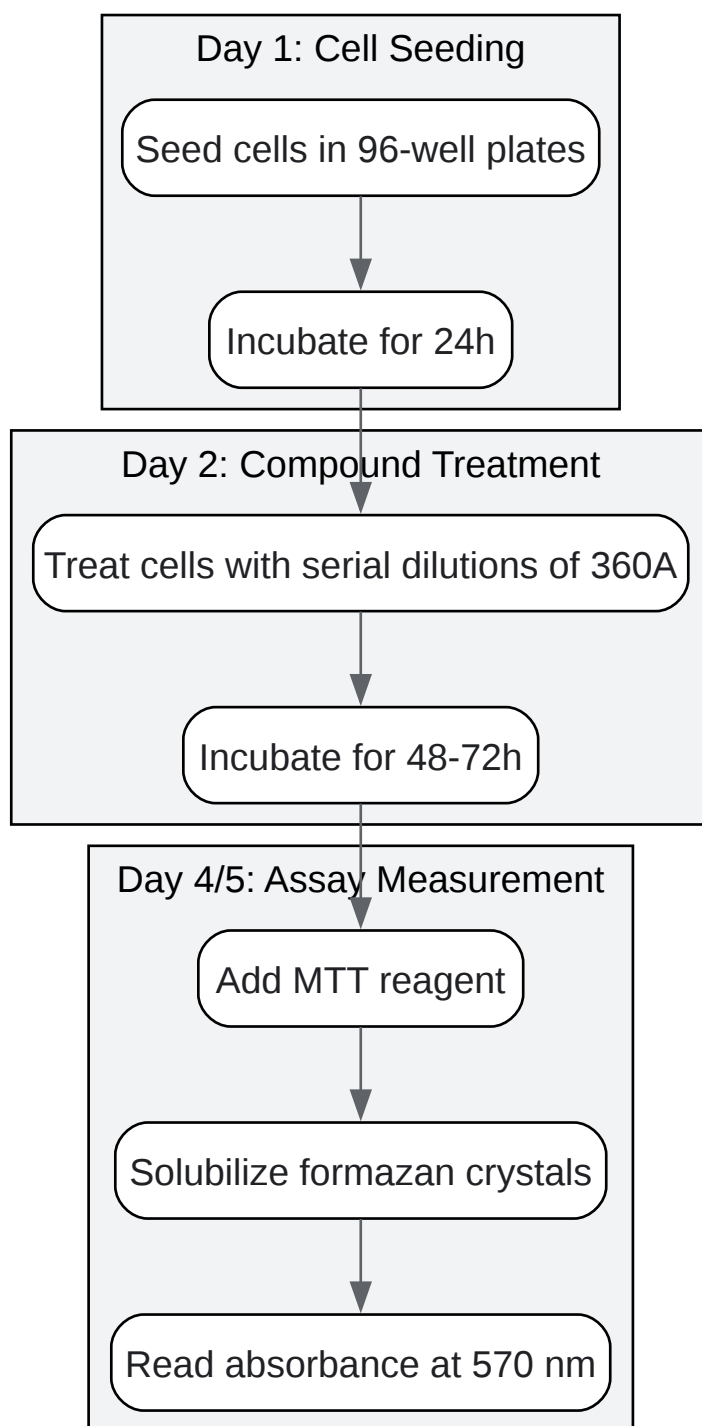 Day 1: Cell Seeding
Seed cells in 96-well plates
Incubate for 24h
Day 2: Compound Treatment
Treat cells with serial dilutions of 360A
Incubate for 48-72h
Day 4/5: Assay Measurement
Add MTT reagent
Solubilize formazan crystals
Read absorbance at 570 nm